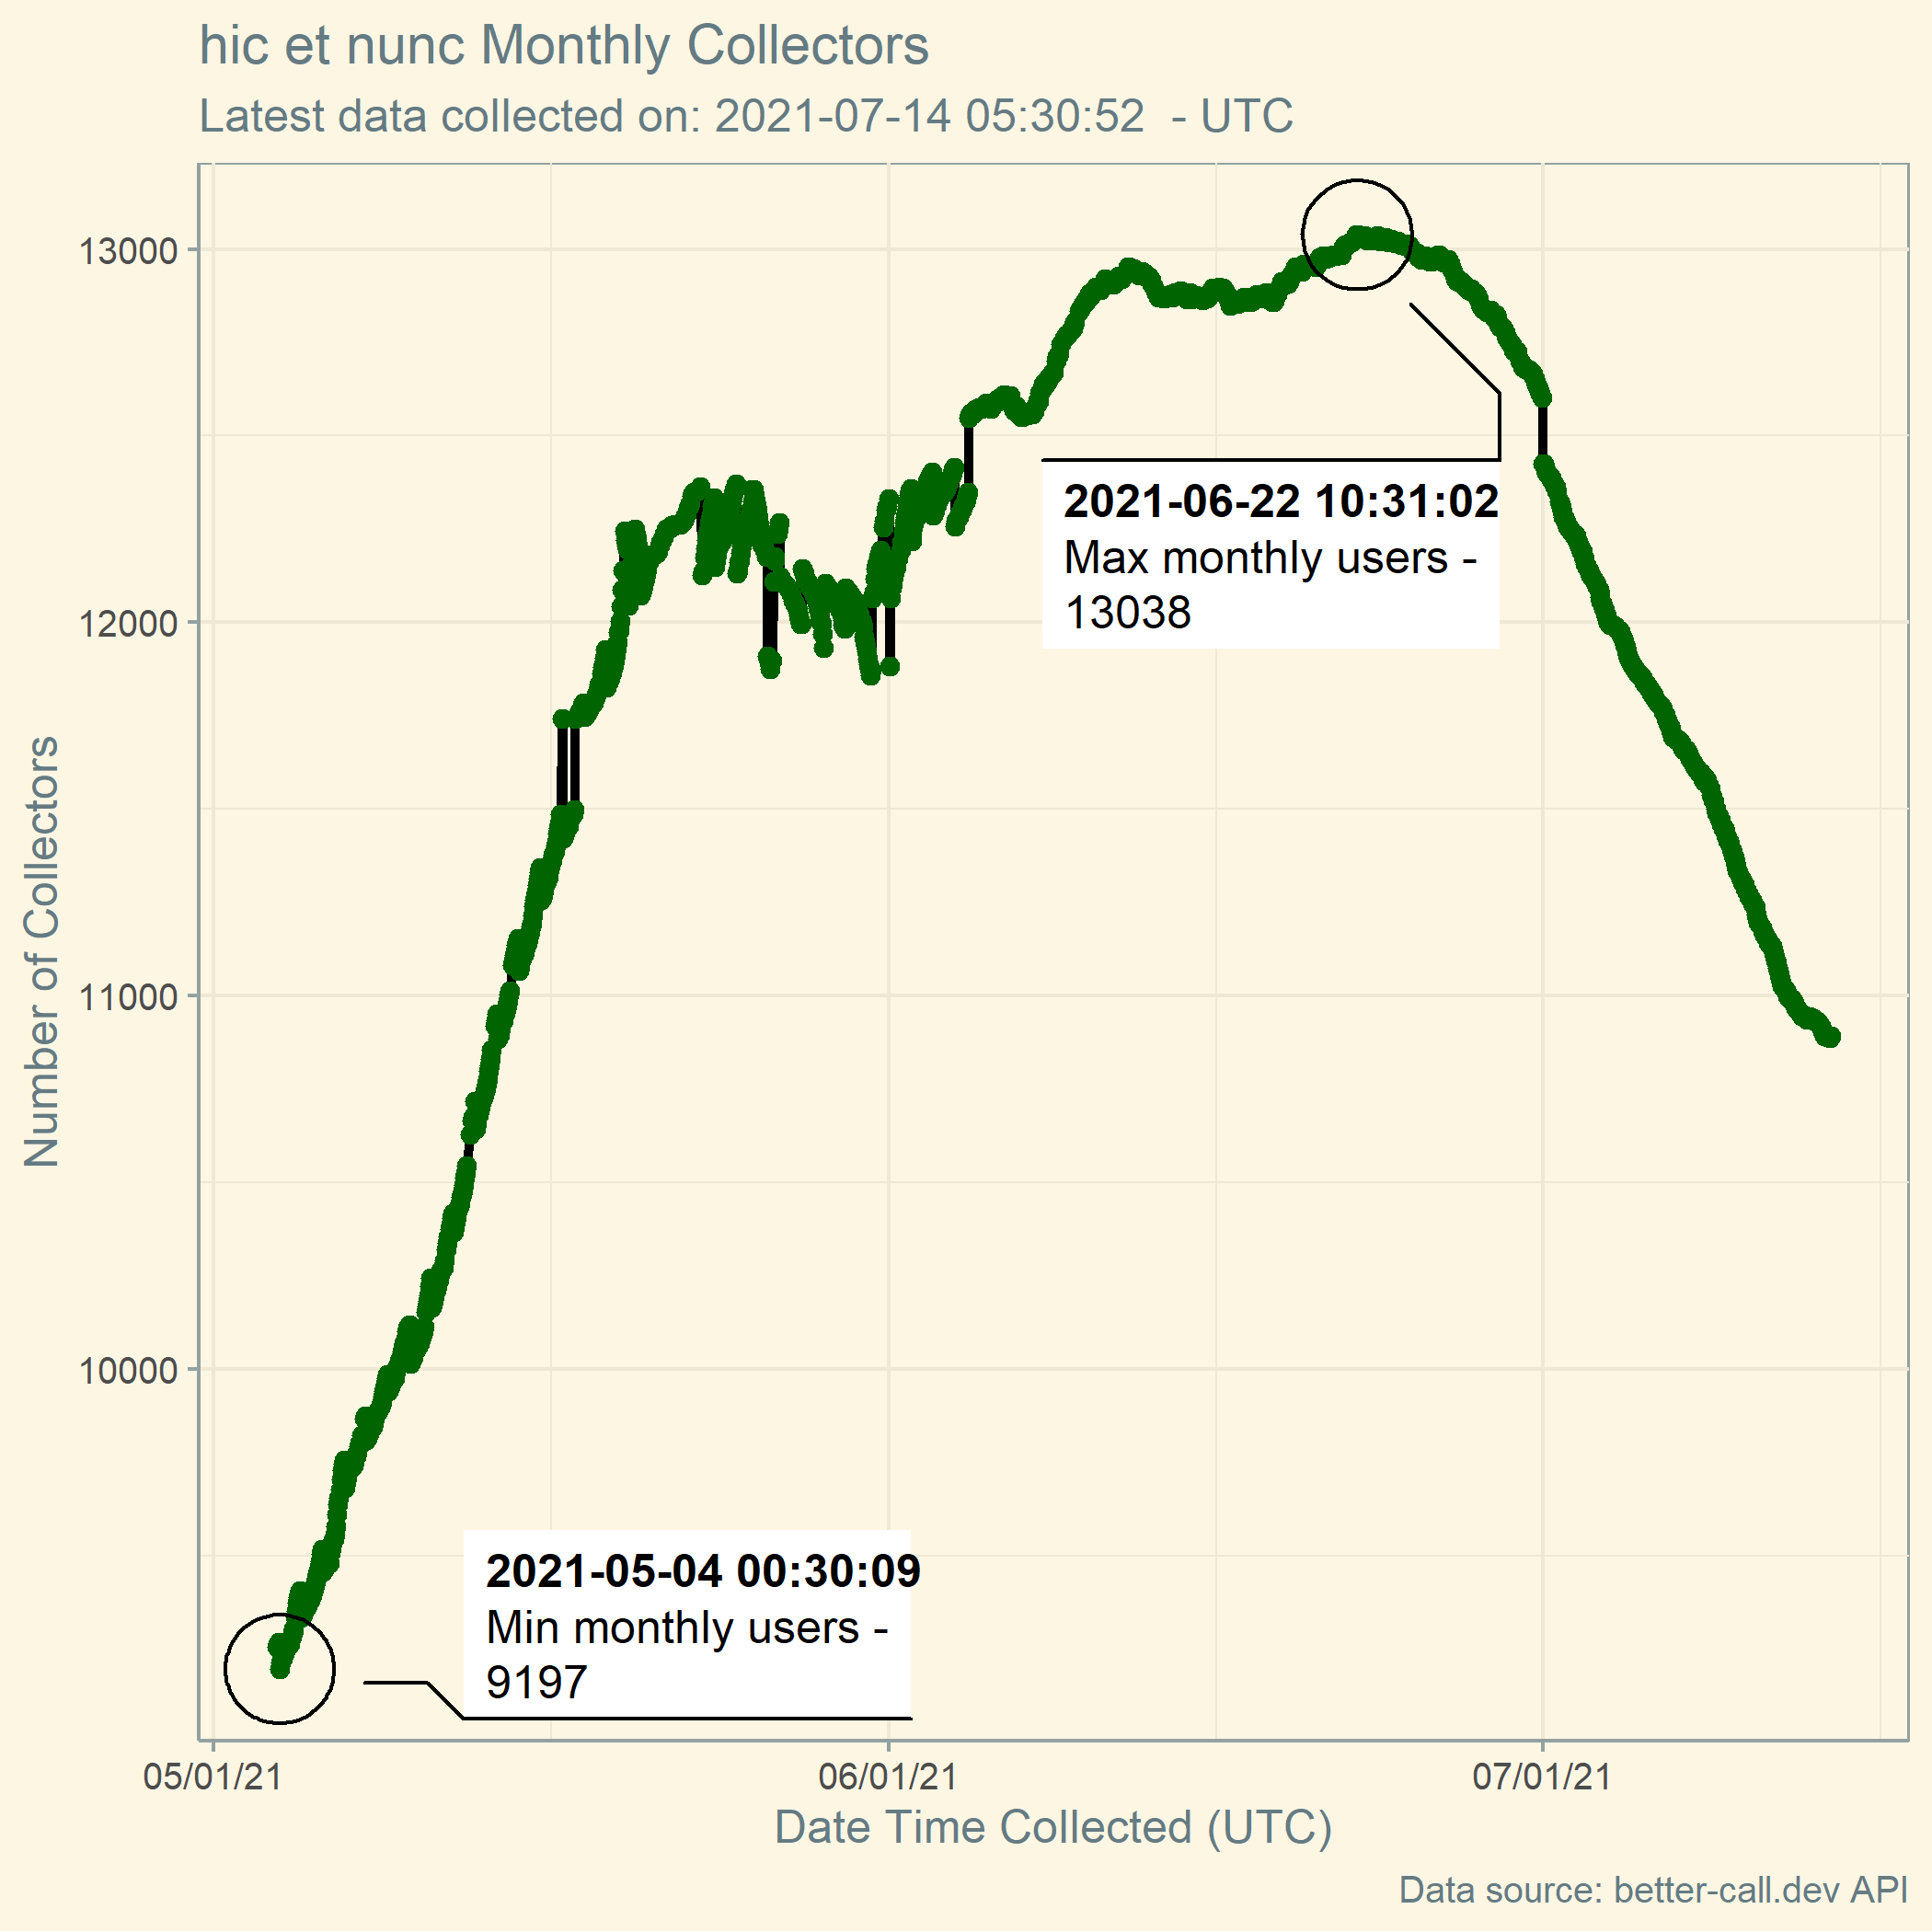 hic et nunc Monthly Collectors
Latest data collected on: 2021-07-14 05:30:52  - UTC
Number of Collectors
13000
12000
11000
10000
2021-06-22 10:31:02
Max monthly users -
13038
2021-05-04 00:30:09
Min monthly users -
9197
05/01/21
06/01/21
07/01/21
Date Time Collected (UTC)
Data source: better-call.dev API